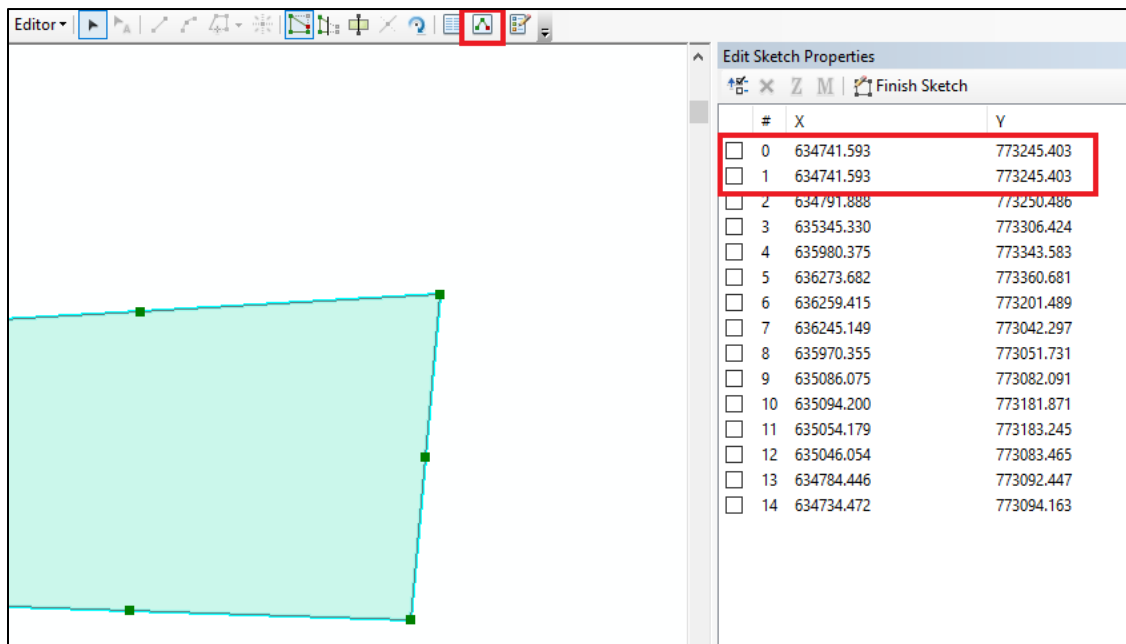 Editor
Edit Sketch Properties
Z M Finish Sketch
# X Y
0 634741.593 773245.403
1 634741.593 773245.403
2 634791.888 773250.486
3 635345.330 773306.424
4 635980.375 773343.583
5 636273.682 773360.681
6 636259.415 773201.489
7 636245.149 773042.297
8 635970.355 773051.731
9 635086.075 773082.091
10 635094.200 773181.871
11 635054.179 773183.245
12 635046.054 773083.465
13 634784.446 773092.447
14 634734.472 773094.163